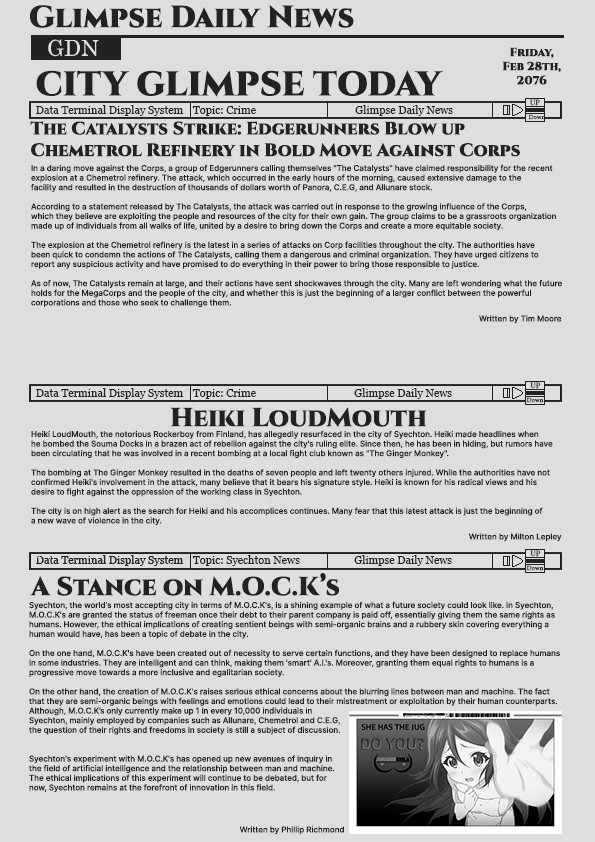 Glimpse Daily News
GDN
CITY GLIMPSE TODAY
Friday,
Feb 28th,
2076
Data Terminal Display System Topic: Crime Glimpse Daily News UP Down
The Catalysts Strike: Edgerunners Blow up
Chemetrol Refinery in Bold Move Against Corps
In a daring move against the Corps, a group of Edgerunners calling themselves "The Catalysts" have claimed responsibility for the recent
explosion at a Chemetrol refinery. The attack, which occurred in the early hours of the morning, caused extensive damage to the
facility and resulted in the destruction of thousands of dollars worth of Panora, C.E.G, and Allunare stock.
According to a statement released by The Catalysts, the attack was carried out in response to the growing influence of the Corps,
which they believe are exploiting the people and resources of the city for their own gain. The group claims to be a grassroots organization
made up of individuals from all walks of life, united by a desire to bring down the Corps and create a more equitable society.
The explosion at the Chemetrol refinery is the latest in a series of attacks on Corp facilities throughout the city. The authorities have
been quick to condemn the actions of The Catalysts, calling them a dangerous and criminal organization. They have urged citizens to
report any suspicious activity and have promised to do everything in their power to bring those responsible to justice.
As of now, The Catalysts remain at large, and their actions have sent shockwaves through the city. Many are left wondering what the future
holds for the MegaCorps and the people of the city, and whether this is just the beginning of a larger conflict between the powerful
corporations and those who seek to challenge them.
Written by Tim Moore
Data Terminal Display System Topic: Crime Glimpse Daily News UP Down
Heiki LoudMouth
Heiki LoudMouth, the notorious Rockerboy from Finland, has allegedly resurfaced in the city of Syechton. Heiki made headlines when
he bombed the Souma Docks in a brazen act of rebellion against the city's ruling elite. Since then, he has been in hiding, but rumors have
been circulating that he was involved in a recent bombing at a local fight club known as "The Ginger Monkey".
The bombing at The Ginger Monkey resulted in the deaths of seven people and left twenty others injured. While the authorities have not
confirmed Heiki's involvement in the attack, many believe that it bears his signature style. Heiki is known for his radical views and his
desire to fight against the oppression of the working class in Syechton.
The city is on high alert as the search for Heiki and his accomplices continues. Many fear that this latest attack is just the beginning of
a new wave of violence in the city.
Written by Milton Lepley
Data Terminal Display System Topic: Syechton News Glimpse Daily News UP Down
A Stance on M.O.C.K's
Syechton, the world's most accepting city in terms of M.O.C.K's, is a shining example of what a future society could look like. In Syechton,
M.O.C.K's are granted the status of freeman once their debt to their parent company is paid off, essentially giving them the same rights as
humans. However, the ethical implications of creating sentient beings with semi-organic brains and a rubbery skin covering everything a
human would have, has been a topic of debate in the city.
On the one hand, M.O.C.K's have been created out of necessity to serve certain functions, and they have been designed to replace humans
in some industries. They are intelligent and can think, making them 'smart' A.I.'s. Moreover, granting them equal rights to humans is a
progressive move towards a more inclusive and egalitarian society.
On the other hand, the creation of M.O.C.K's raises serious ethical concerns about the blurring lines between man and machine. The fact
that they are semi-organic beings with feelings and emotions could lead to their mistreatment or exploitation by their human counterparts.
Although, M.O.C.K's only currently make up 1 in every 10,000 individuals in
Syechton, mainly employed by companies such as Allunare, Chemetrol and C.E.G,
the question of their rights and freedoms in society is still a subject of discussion.
Syechton's experiment with M.O.C.K's has opened up new avenues of inquiry in
the field of artificial intelligence and the relationship between man and machine.
The ethical implications of this experiment will continue to be debated, but for
now, Syechton remains at the forefront of innovation in this field.
Written by Phillip Richmond
SHE HAS THE JUG
DO YOU?